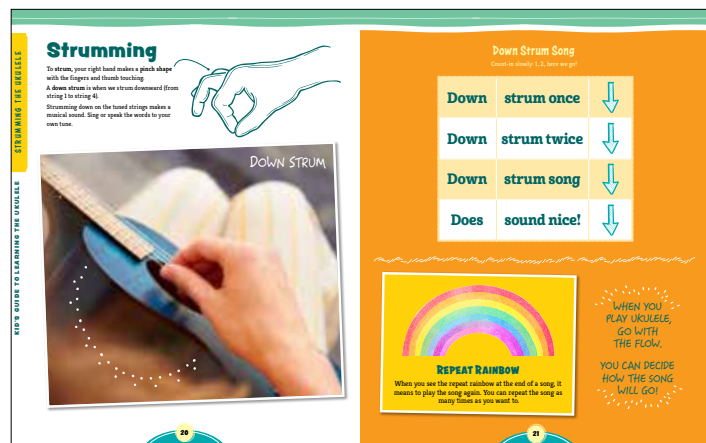 STRUMMING THE UKULELE
KID'S GUIDE TO LEARNING THE UKULELE
Strumming
To strum, your right hand makes a pinch shape
with the fingers and thumb touching.
A down strum is when we strum downward (from
string 1 to string 4).
Strumming down on the tuned strings makes a
musical sound. Sing or speak the words to your
own tune.
DOWN STRUM
20
Down Strum Song
Count-in slowly: 1, 2, here we go!
Down strum once
Down strum twice
Down strum song
Does sound nice!
REPEAT RAINBOW
When you see the repeat rainbow at the end of a song, it
means to play the song again. You can repeat the song as
many times as you want to.
WHEN YOU
PLAY UKULELE,
GO WITH
THE FLOW.
YOU CAN DECIDE
HOW THE SONG
WILL GO!
21